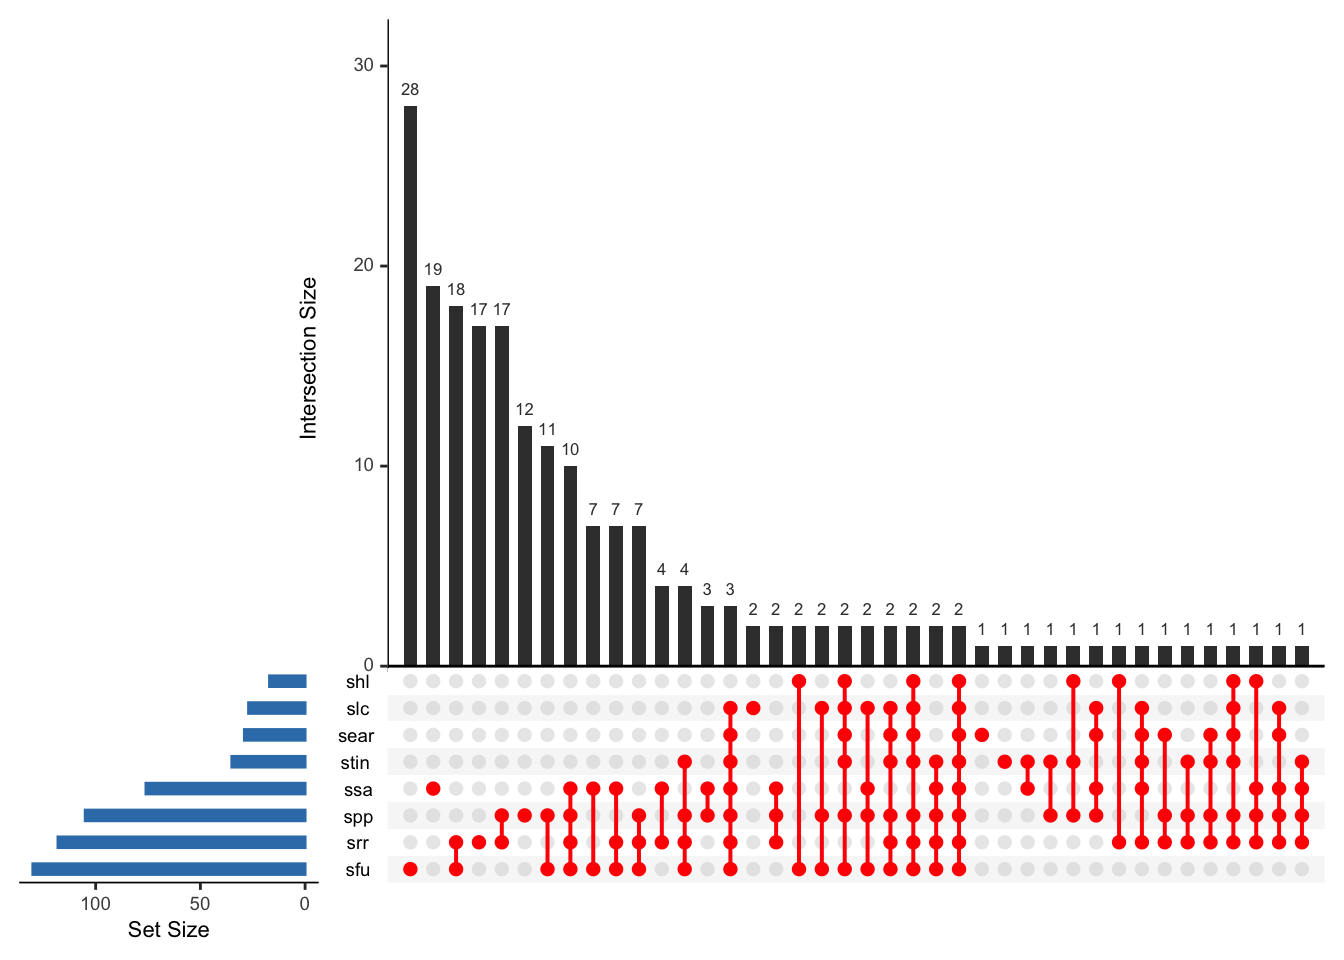 30
28
20
19
18
17 17
12
11
10
10
7 7 7
4 4
3 3
2 2 2 2 2 2 2 2 2 2
1 1 1 1 1 1 1 1 1 1 1 1 1 1 1
0
Intersection Size
shl
slc
sear
stin
ssa
spp
srr
sfu
100 50 0
Set Size